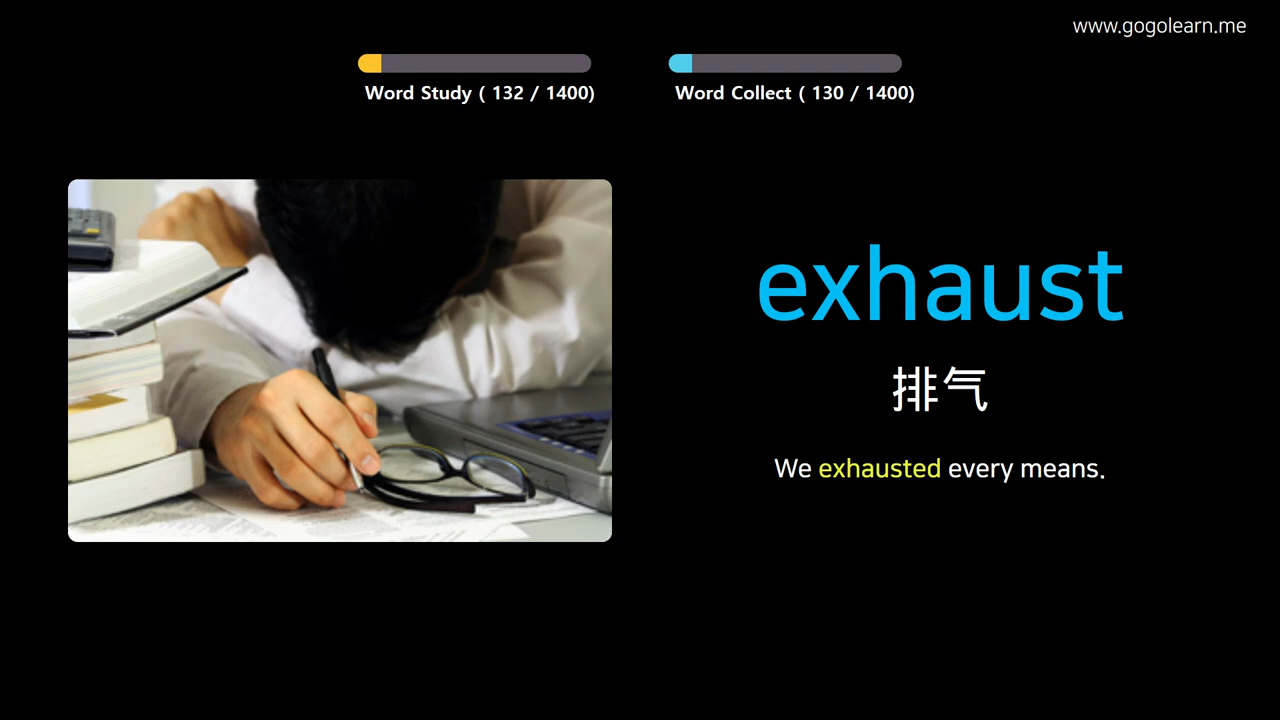 www.gogolearn.me
Word Study ( 132 / 1400)
Word Collect ( 130 / 1400)
exhaust
排气
We exhausted every means.